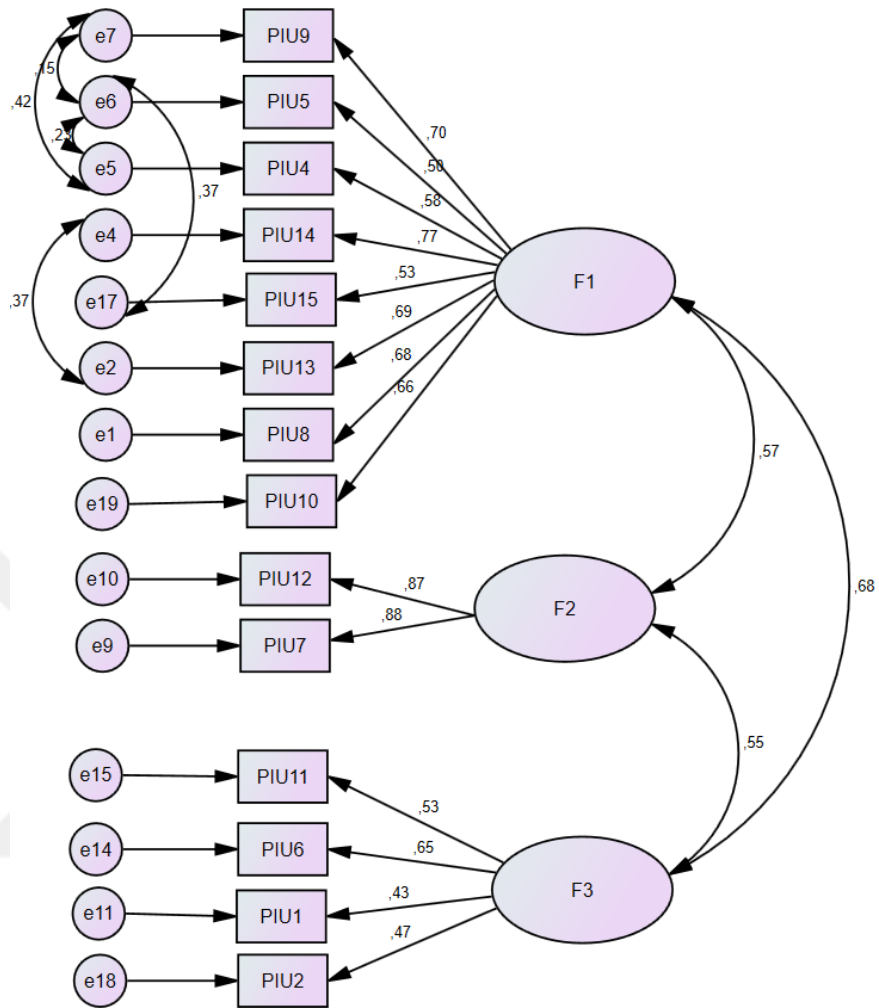 e7
PIU9
,15
,70
e6
PIU5
,42
,50
,23
e5
PIU4
,58
,37
e4
PIU14
,77
F1
e17
PIU15
,53
,37
,69
e2
PIU13
,68
,66
e1
PIU8
,57
e19
PIU10
e10
PIU12
,87
,68
F2
,88
e9
PIU7
,55
e15
PIU11
,53
e14
PIU6
,65
F3
,43
e11
PIU1
,47
e18
PIU2